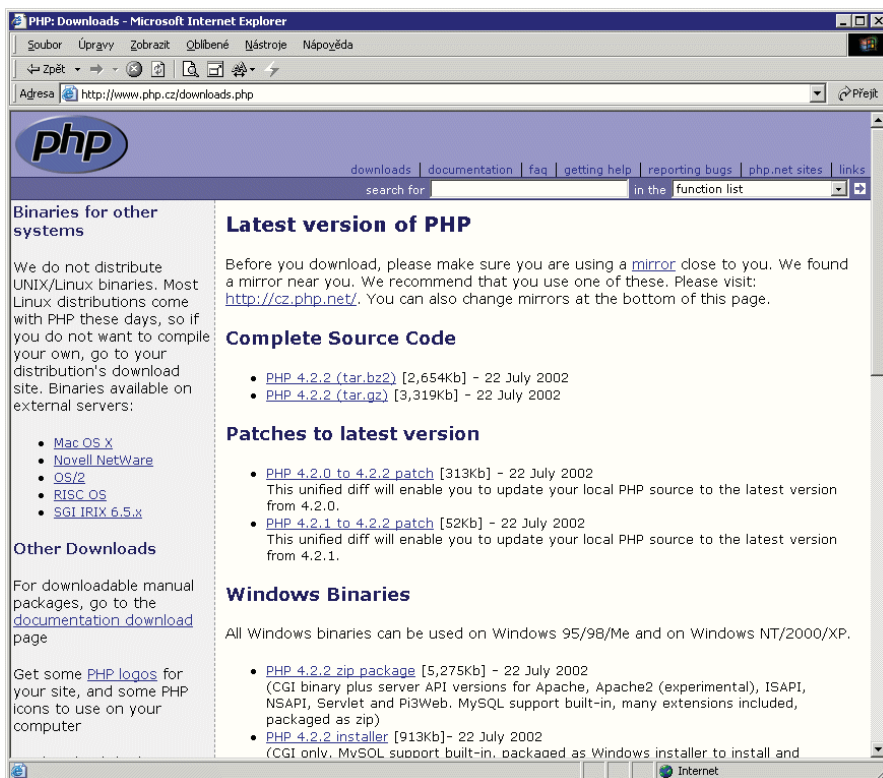 PHP: Downloads - Microsoft Internet Explorer
Soubor Úpravy Zobrazit Oblíbené Nástroje Nápověda
Zpět
Adresa http://www.php.cz/downloads.php Přejít
php
downloads | documentation | faq | getting help | reporting bugs | php.net sites | links
search for in the function list
Binaries for other
systems
We do not distribute
UNIX/Linux binaries. Most
Linux distributions come
with PHP these days, so if
you do not want to compile
your own, go to your
distribution's download
site. Binaries available on
external servers:
Mac OS X
Novell NetWare
OS/2
RISC OS
SGI IRIX 6.5.x
Other Downloads
For downloadable manual
packages, go to the
documentation download
page
Get some PHP logos for
your site, and some PHP
icons to use on your
computer
Latest version of PHP
Before you download, please make sure you are using a mirror close to you. We found
a mirror near you. We recommend that you use one of these. Please visit:
http://cz.php.net/. You can also change mirrors at the bottom of this page.
Complete Source Code
PHP 4.2.2 (tar.bz2) [2,654Kb] - 22 July 2002
PHP 4.2.2 (tar.gz) [3,319Kb] - 22 July 2002
Patches to latest version
PHP 4.2.0 to 4.2.2 patch [313Kb] - 22 July 2002
This unified diff will enable you to update your local PHP source to the latest version
from 4.2.0.
PHP 4.2.1 to 4.2.2 patch [52Kb] - 22 July 2002
This unified diff will enable you to update your local PHP source to the latest version
from 4.2.1.
Windows Binaries
All Windows binaries can be used on Windows 95/98/Me and on Windows NT/2000/XP.
PHP 4.2.2 zip package [5,275Kb] - 22 July 2002
(CGI binary plus server API versions for Apache, Apache2 (experimental), ISAPI,
NSAPI, Servlet and Pi3Web. MySQL support built-in, many extensions included,
packaged as zip)
PHP 4.2.2 installer [913Kb]- 22 July 2002
(CGI only, MySQL support built-in, packaged as Windows installer to install and
Internet